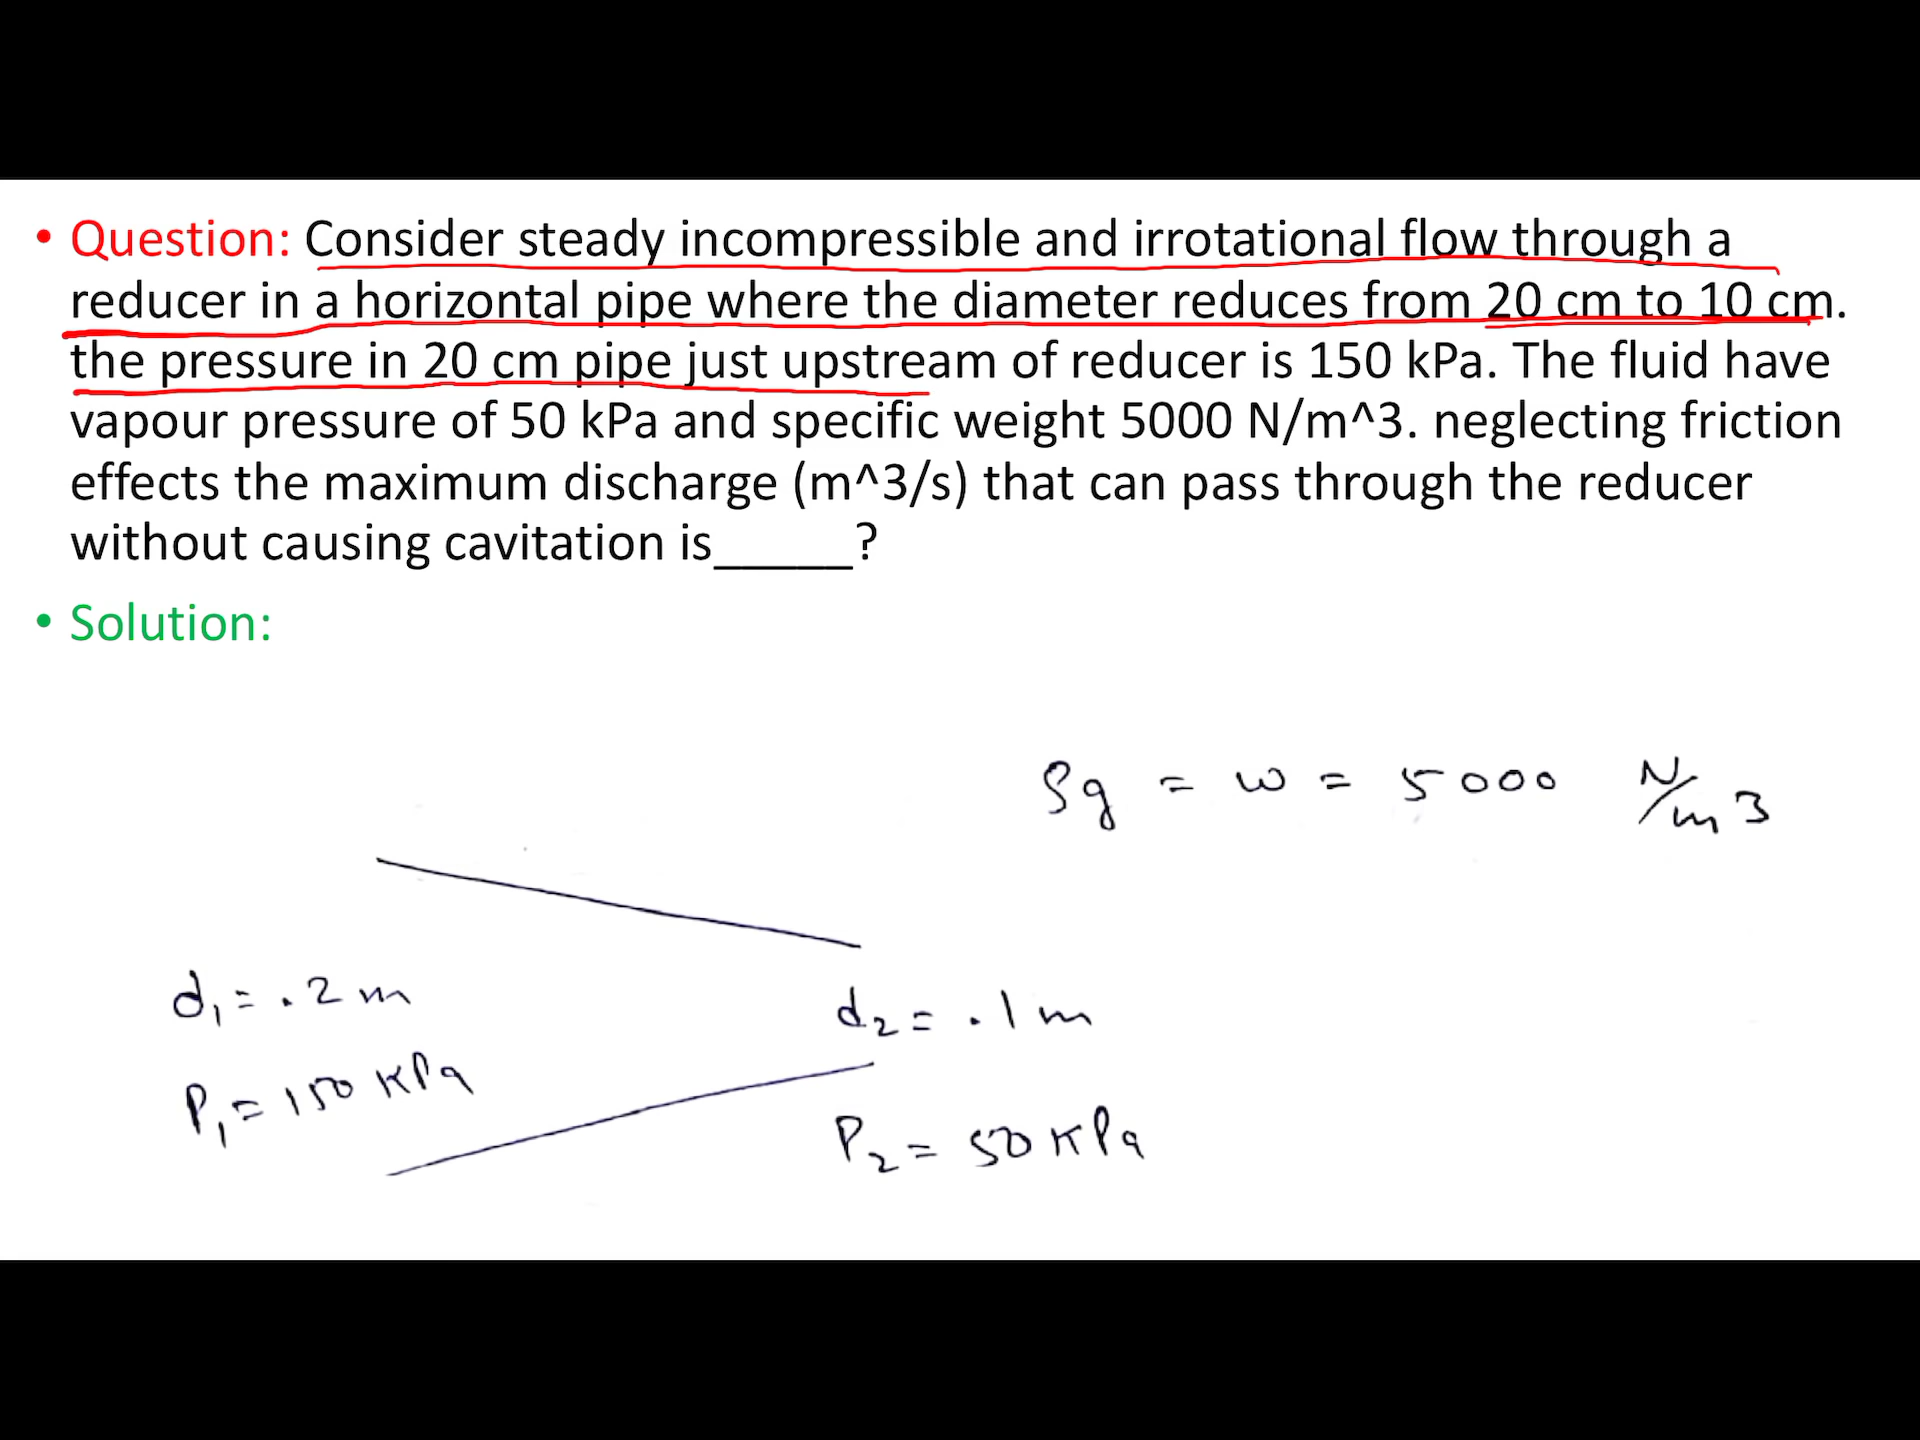 • Question: Consider steady incompressible and irrotational flow through a
reducer in a horizontal pipe where the diameter reduces from 20 cm to 10 cm.
the pressure in 20 cm pipe just upstream of reducer is 150 kPa. The fluid have
vapour pressure of 50 kPa and specific weight 5000 N/m^3. neglecting friction
effects the maximum discharge (m^3/s) that can pass through the reducer
without causing cavitation is_____?
• Solution:
ρg = w = 5000 N/m3
d1 = .2 m
d2 = .1 m
P1 = 150 KPa
P2 = 50 KPa